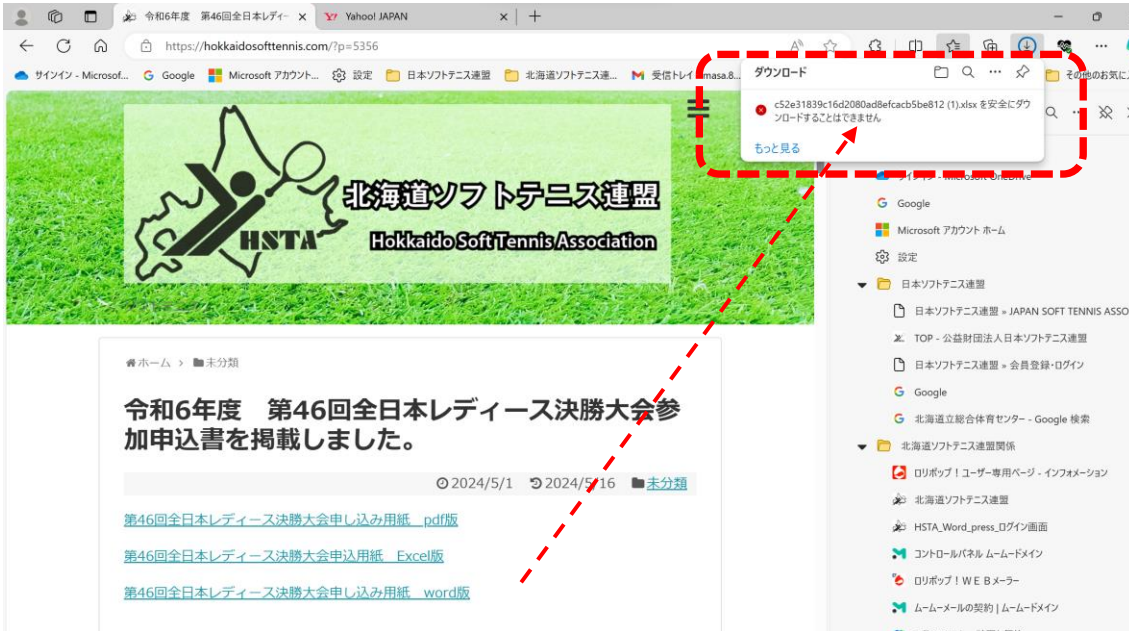 令和6年度 第46回全日本レディー
Yahoo! JAPAN
https://hokkaidosofttennis.com/?p=5356
サインイン - Microsof...
Google
Microsoft アカウント...
設定
日本ソフトテニス連盟
北海道ソフトテニス連...
受信トレイ
masa.8...
その他のお気に
ダウンロード
c52e31839c16d2080ad8efcacb5be812 (1).xlsx を安全にダウ
ンロードすることはできません
もっと見る
北海道ソフトテニス連盟
HSTA
Hokkaido Soft Tennis Association
サインイン - Microsoft OneDrive
Google
Microsoft アカウント ホーム
設定
日本ソフトテニス連盟
日本ソフトテニス連盟 » JAPAN SOFT TENNIS ASSO
TOP - 公益財団法人日本ソフトテニス連盟
日本ソフトテニス連盟 » 会員登録・ログイン
Google
北海道立総合体育センター - Google 検索
北海道ソフトテニス連盟関係
ロリポップ！ユーザー専用ページ - インフォメーション
北海道ソフトテニス連盟
HSTA_Word_press_ログイン画面
コントロールパネル ムームードメイン
ロリポップ！ＷＥＢメーラー
ムームーメールの契約 | ムームードメイン
ホーム > 未分類
令和6年度 第46回全日本レディース決勝大会参
加申込書を掲載しました。
2024/5/1 2024/5/16 未分類
第46回全日本レディース決勝大会申し込み用紙 pdf版
第46回全日本レディース決勝大会申込用紙 Excel版
第46回全日本レディース決勝大会申し込み用紙 word版